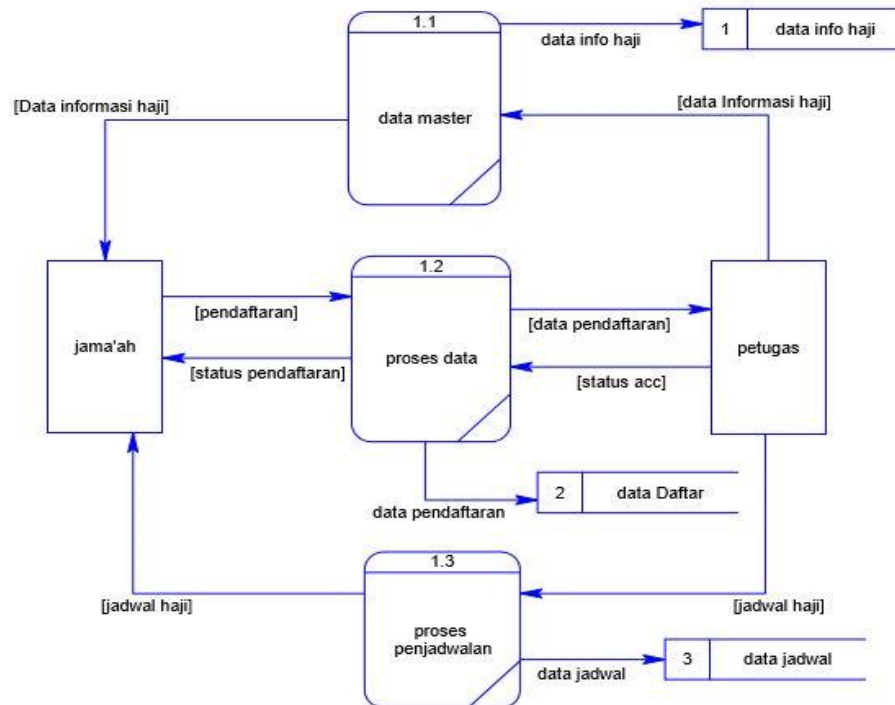 1.1
data info haji
1 data info haji
[Data informasi haji]
[data Informasi haji]
data master
1.2
[pendaftaran]
[data pendaftaran]
jama'ah
proses data
petugas
[status pendaftaran]
[status acc]
2 data Daftar
data pendaftaran
1.3
[jadwal haji]
[jadwal haji]
proses
penjadwalan
3 data jadwal
data jadwal